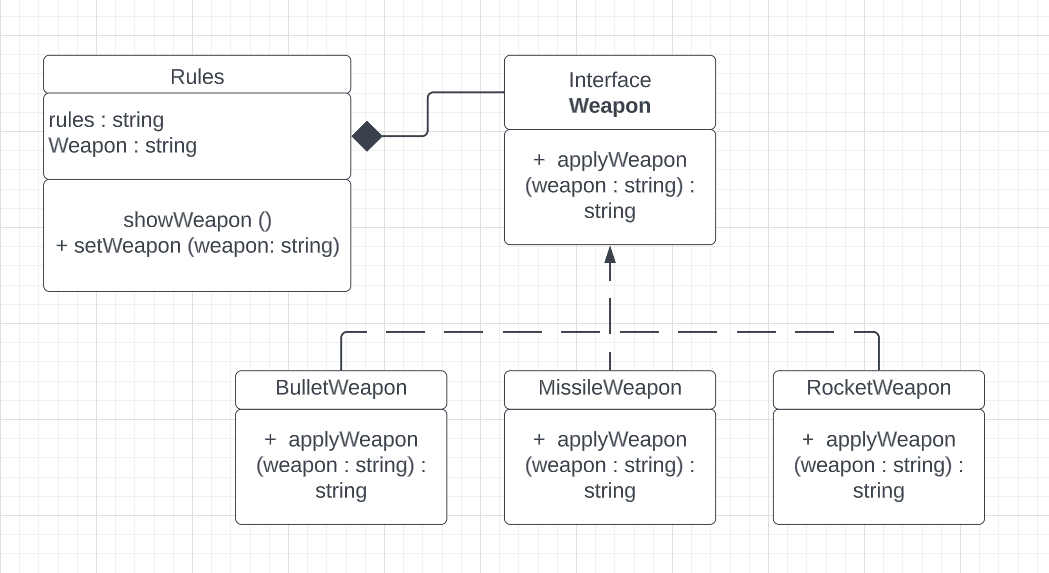 Rules
rules : string
Weapon : string
showWeapon ()
+ setWeapon (weapon: string)
Interface
Weapon
+ applyWeapon
(weapon : string) :
string
BulletWeapon
+ applyWeapon
(weapon : string) :
string
MissileWeapon
+ applyWeapon
(weapon : string) :
string
RocketWeapon
+ applyWeapon
(weapon : string) :
string